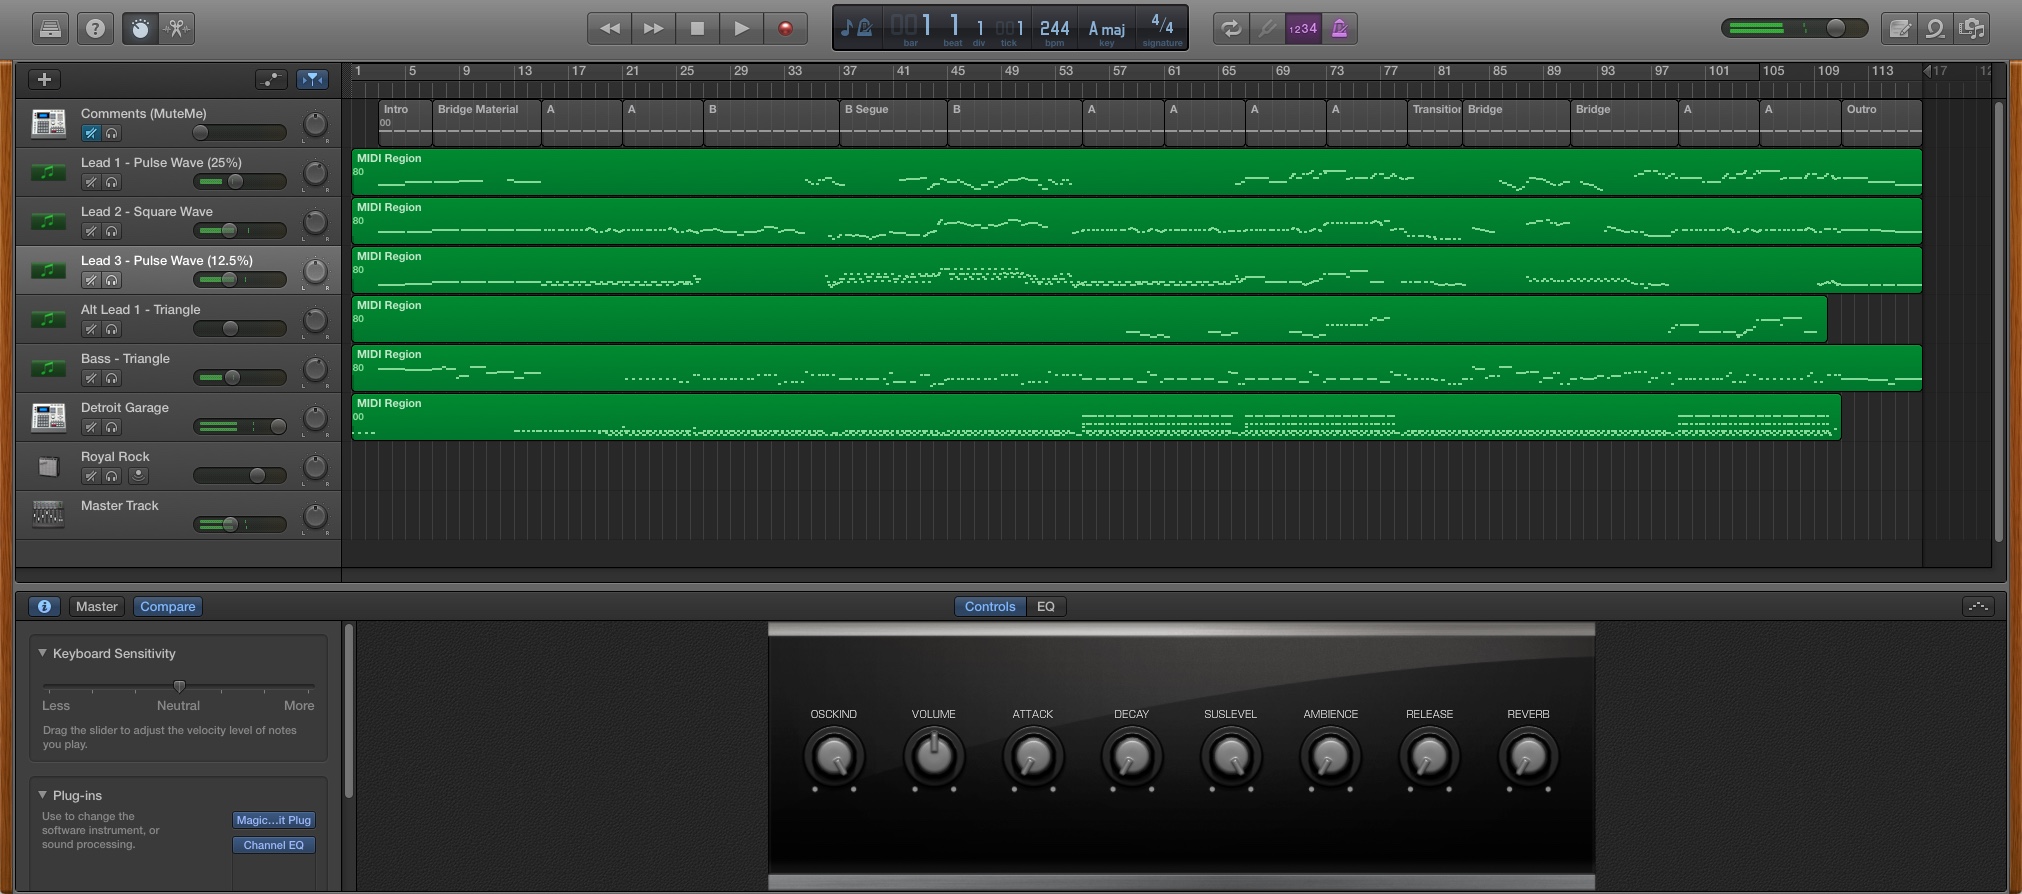 1 1 1 1 244 A maj 4/4
bar beat div tick bpm key signature
1234
1 5 9 13 17 21 25 29 33 37 41 45 49 53 57 61 65 69 73 77 81 85 89 93 97 101 105 109 113 17 12
Comments (MuteMe)
L R
Intro Bridge Material A A B B Segue B A A A A Transition Bridge Bridge A A Outro
00
Lead 1 - Pulse Wave (25%)
L R
MIDI Region
80
Lead 2 - Square Wave
L R
MIDI Region
80
Lead 3 - Pulse Wave (12.5%)
L R
MIDI Region
80
Alt Lead 1 - Triangle
L R
MIDI Region
80
Bass - Triangle
L R
MIDI Region
80
Detroit Garage
L R
MIDI Region
00
Royal Rock
L R
Master Track
L R
Master Compare Controls EQ
Keyboard Sensitivity
Less Neutral More
Drag the slider to adjust the velocity level of notes
you play.
Plug-ins
Use to change the
software instrument, or
sound processing.
Magic...it Plug
Channel EQ
OSCKIND VOLUME ATTACK DECAY SUSLEVEL AMBIENCE RELEASE REVERB